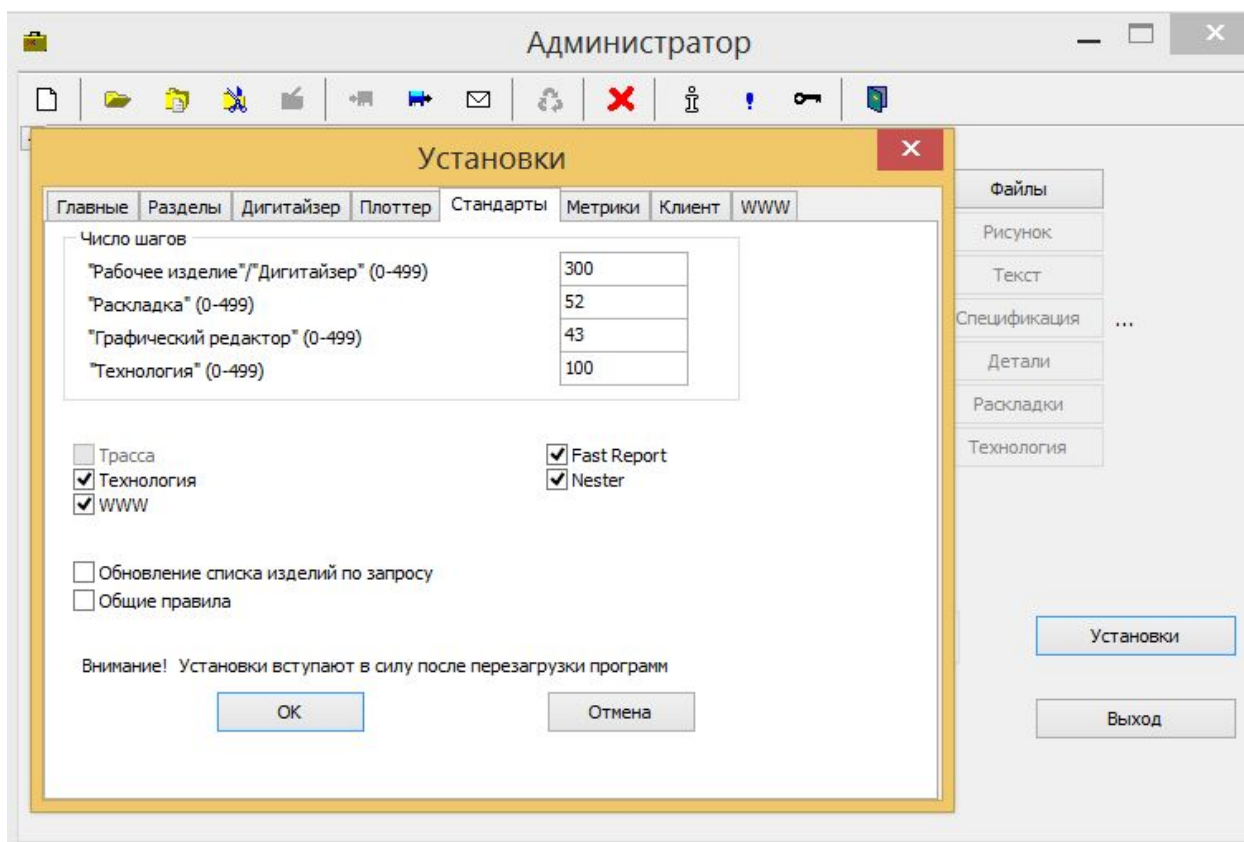 Администратор
Установки
Главные Разделы Дигитайзер Плоттер Стандарты Метрики Клиент WWW
Число шагов
"Рабочее изделие"/"Дигитайзер" (0-499) 300
"Раскладка" (0-499) 52
"Графический редактор" (0-499) 43
"Технология" (0-499) 100
Трасса
Fast Report
Технология
Nester
WWW
Обновление списка изделий по запросу
Общие правила
Внимание! Установки вступают в силу после перезагрузки программ
OK Отмена
Файлы
Рисунок
Текст
Спецификация ...
Детали
Раскладки
Технология
Установки
Выход